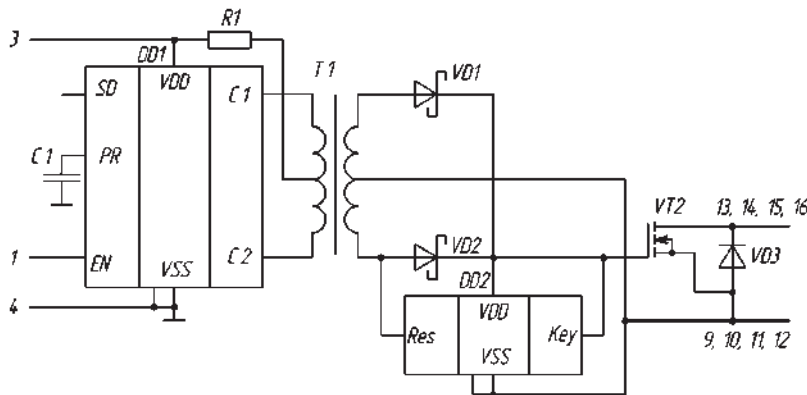 R1
3
DD1
T1
VDD
SD
C1
VD1
C1
PR
VT2
13, 14, 15, 16
1
EN
VSS
C2
VD2
VD3
DD2
4
VDD
Res
Key
VSS
9, 10, 11, 12